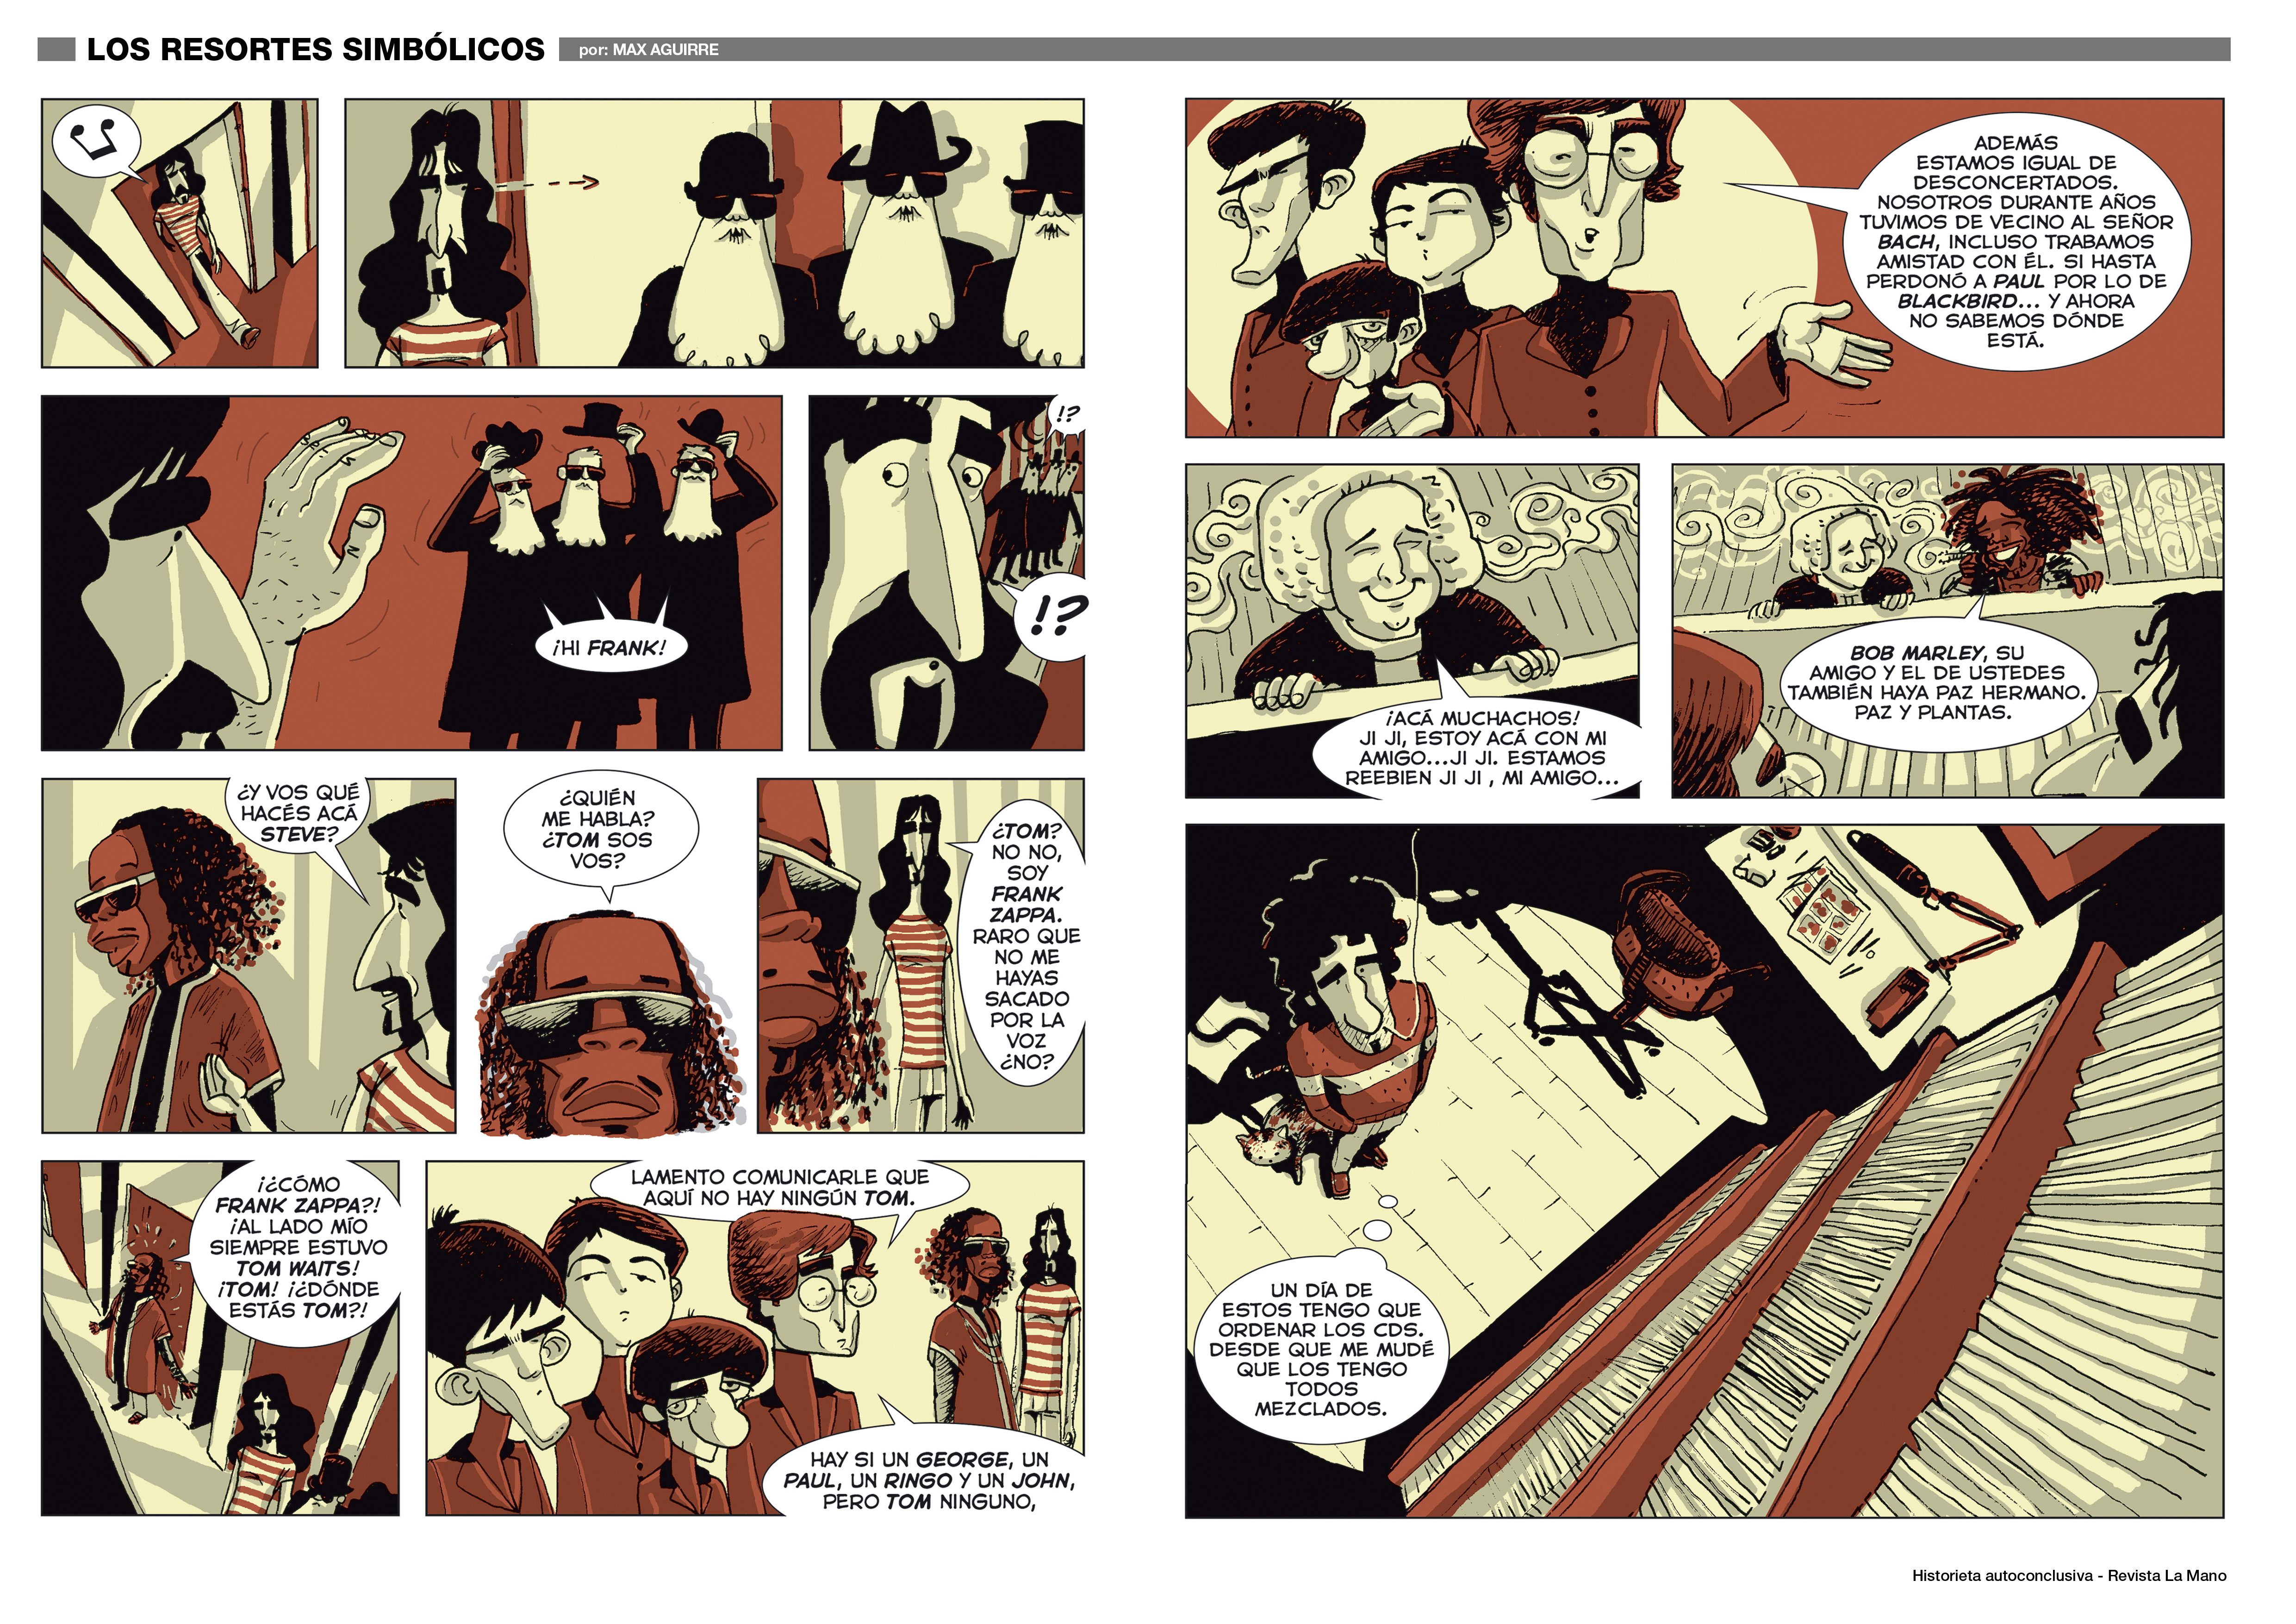 LOS RESORTES SIMBÓLICOS
por: MAX AGUIRRE
¡HI FRANK!
!?
!?
¿Y VOS QUÉ
HACÉS ACÁ
STEVE?
¿QUIÉN
ME HABLA?
¿TOM SOS
VOS?
¿TOM?
NO NO,
SOY
FRANK
ZAPPA.
RARO QUE
NO ME
HAYAS
SACADO
POR LA
VOZ
¿NO?
¡¿CÓMO
FRANK ZAPPA?!
¡AL LADO MÍO
SIEMPRE ESTUVO
TOM WAITS!
¡TOM! ¡¿DÓNDE
ESTÁS TOM?!
LAMENTO COMUNICARLE QUE
AQUÍ NO HAY NINGÚN TOM.
HAY SI UN GEORGE, UN
PAUL, UN RINGO Y UN JOHN,
PERO TOM NINGUNO,
ADEMÁS
ESTAMOS IGUAL DE
DESCONCERTADOS.
NOSOTROS DURANTE AÑOS
TUVIMOS DE VECINO AL SEÑOR
BACH, INCLUSO TRABAMOS
AMISTAD CON ÉL. SI HASTA
PERDONÓ A PAUL POR LO DE
BLACKBIRD... Y AHORA
NO SABEMOS DÓNDE
ESTÁ.
¡ACÁ MUCHACHOS!
JI JI, ESTOY ACÁ CON MI
AMIGO...JI JI. ESTAMOS
REEBIEN JI JI , MI AMIGO...
BOB MARLEY, SU
AMIGO Y EL DE USTEDES
TAMBIÉN HAYA PAZ HERMANO.
PAZ Y PLANTAS.
UN DÍA DE
ESTOS TENGO QUE
ORDENAR LOS CDS.
DESDE QUE ME MUDÉ
QUE LOS TENGO
TODOS
MEZCLADOS.
Historieta autoconclusiva - Revista La Mano